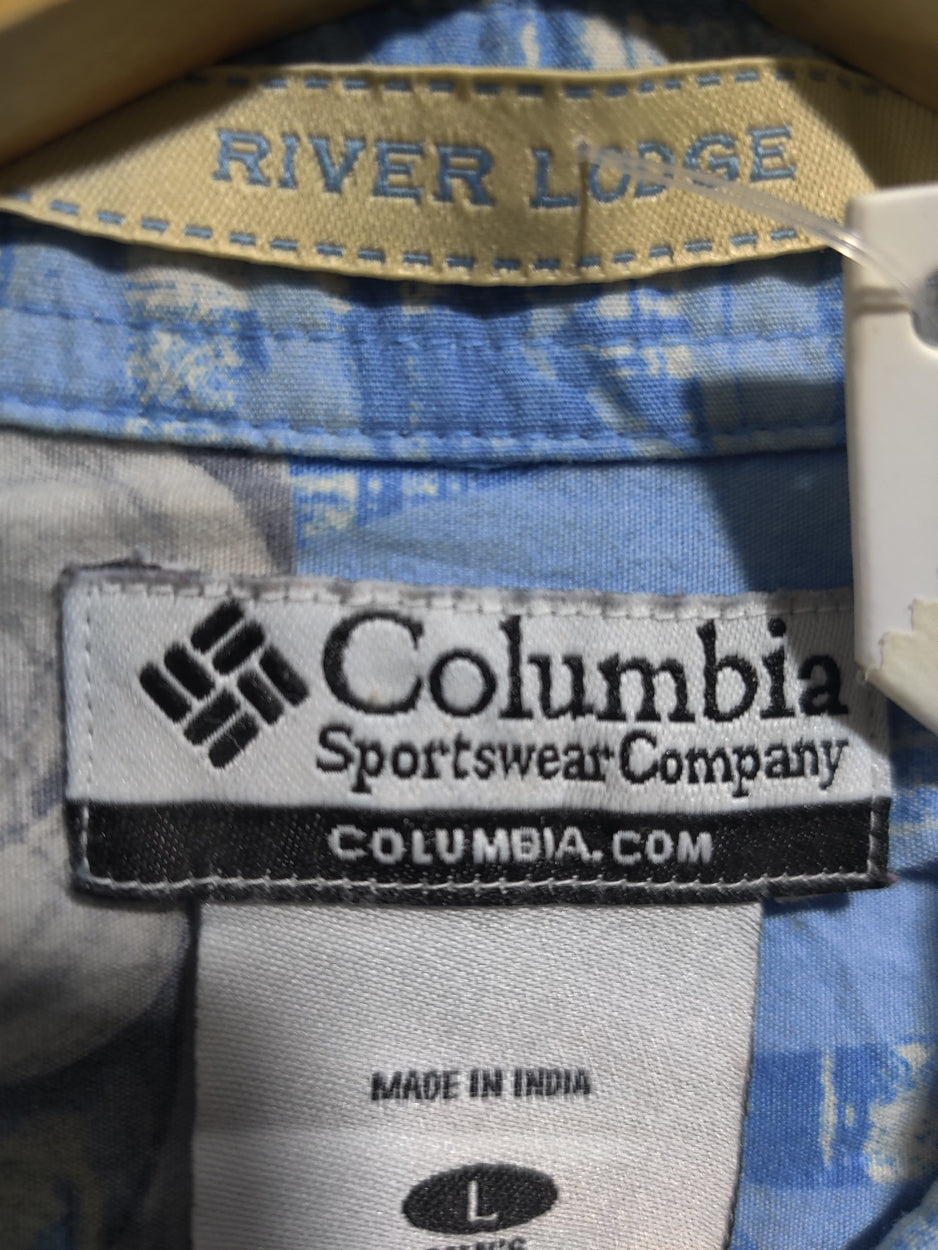 RIVER LODGE
Columbia
Sportswear Company
COLUMBIA.COM
MADE IN INDIA
L